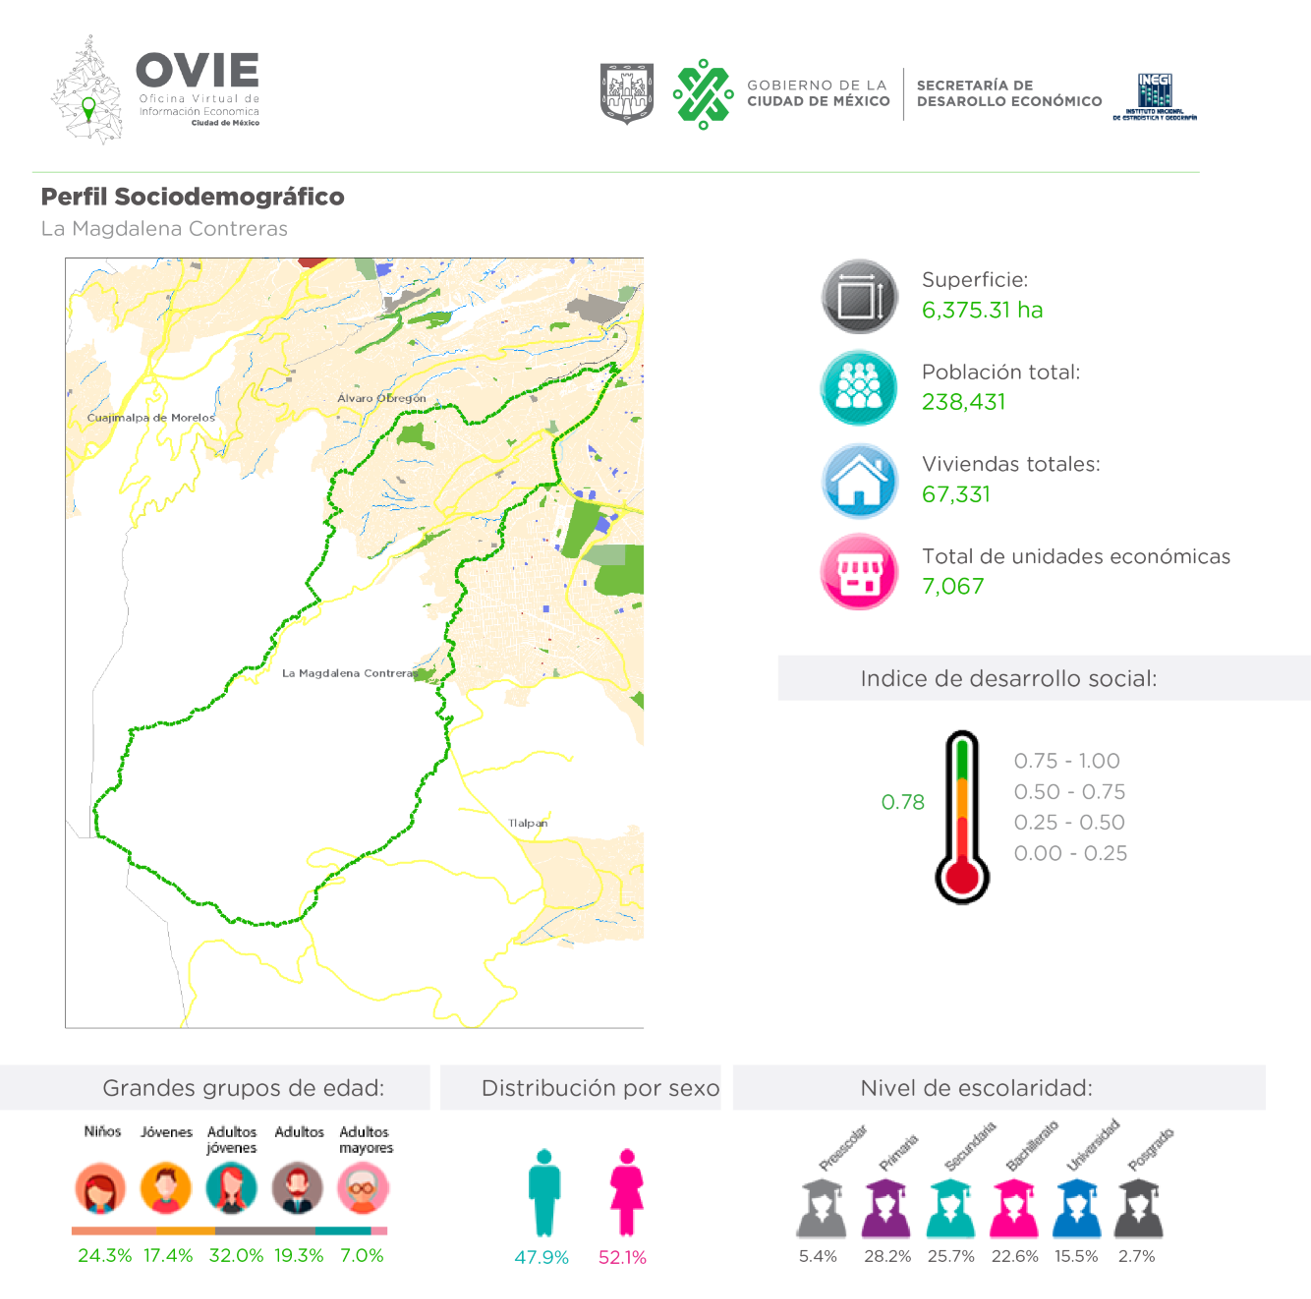 OVIE
Oficina Virtual de
Información Económica
Ciudad de México
GOBIERNO DE LA
CIUDAD DE MÉXICO
SECRETARÍA DE
DESAROLLO ECONÓMICO
INEGI
INSTITUTO NACIONAL
DE ESTADÍSTICA Y GEOGRAFÍA
Perfil Sociodemográfico
La Magdalena Contreras
Álvaro Obregón
Cuajimalpa de Morelos
La Magdalena Contreras
Tlalpan
Superficie:
6,375.31 ha
Población total:
238,431
Viviendas totales:
67,331
Total de unidades económicas
7,067
Indice de desarrollo social:
0.78
0.75 - 1.00
0.50 - 0.75
0.25 - 0.50
0.00 - 0.25
Grandes grupos de edad:
Niños Jóvenes Adultos jóvenes Adultos Adultos mayores
24.3% 17.4% 32.0% 19.3% 7.0%
Distribución por sexo
47.9% 52.1%
Nivel de escolaridad:
Preescolar Primaria Secundaria Bachillerato Universidad Posgrado
5.4% 28.2% 25.7% 22.6% 15.5% 2.7%